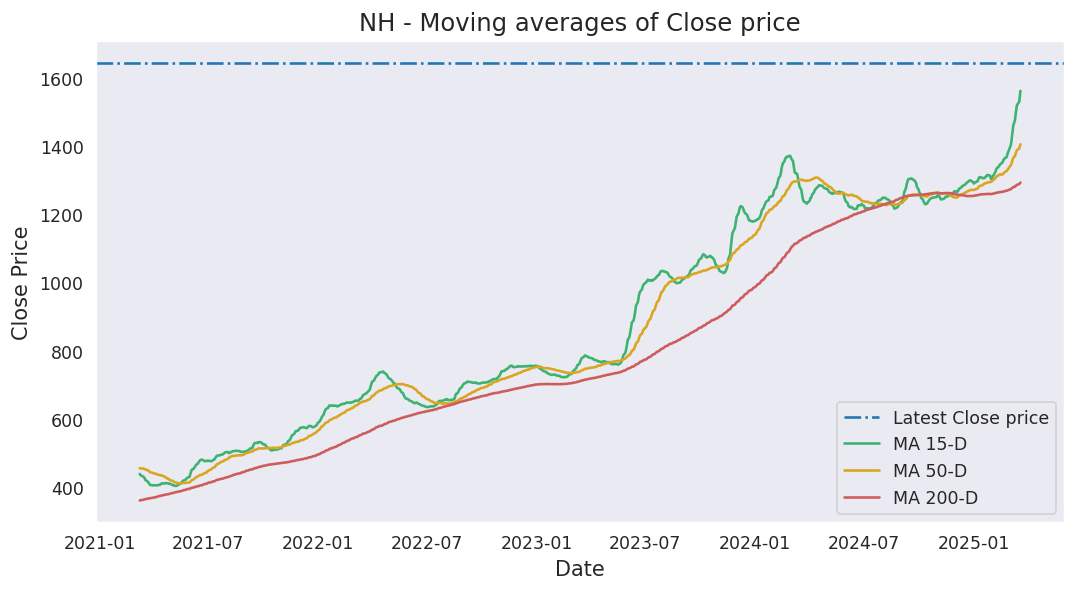 NH - Moving averages of Close price
1600
1400
1200
1000
800
600
400
Close Price
2021-01 2021-07 2022-01 2022-07 2023-01 2023-07 2024-01 2024-07 2025-01
Date
Latest Close price
MA 15-D
MA 50-D
MA 200-D